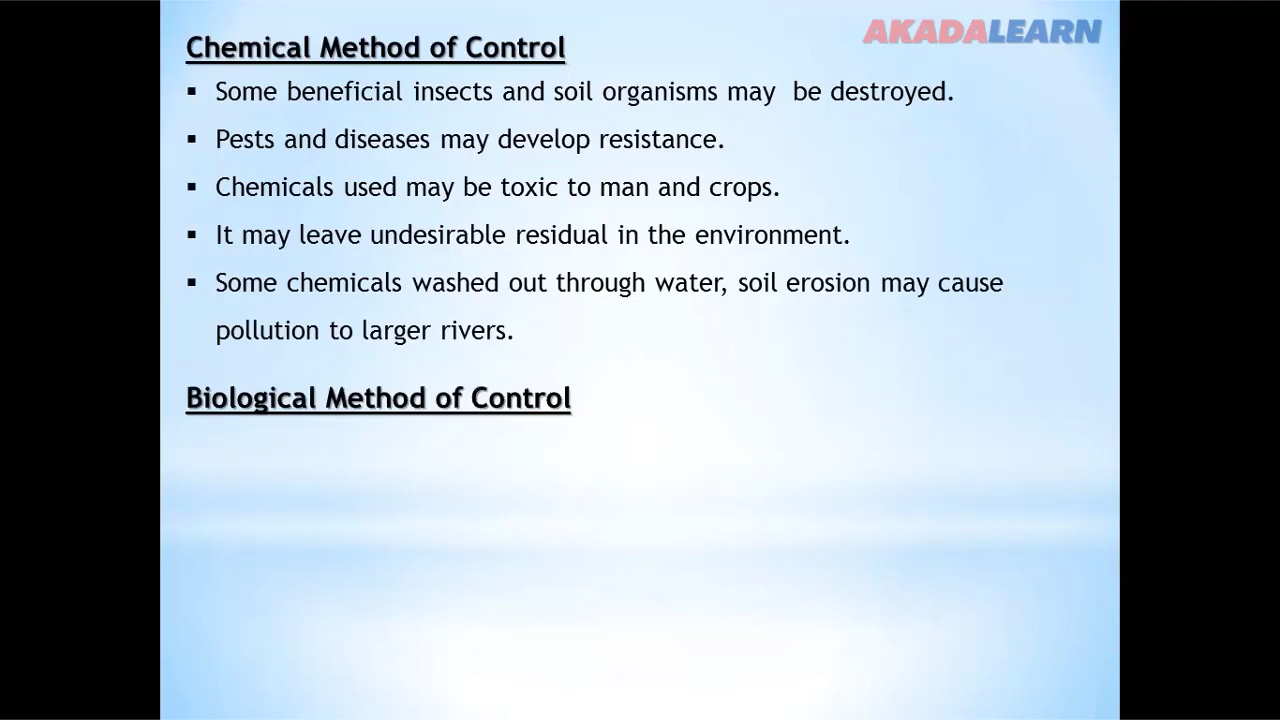 AKADALEARN
Chemical Method of Control
▪ Some beneficial insects and soil organisms may be destroyed.
▪ Pests and diseases may develop resistance.
▪ Chemicals used may be toxic to man and crops.
▪ It may leave undesirable residual in the environment.
▪ Some chemicals washed out through water, soil erosion may cause
pollution to larger rivers.
Biological Method of Control